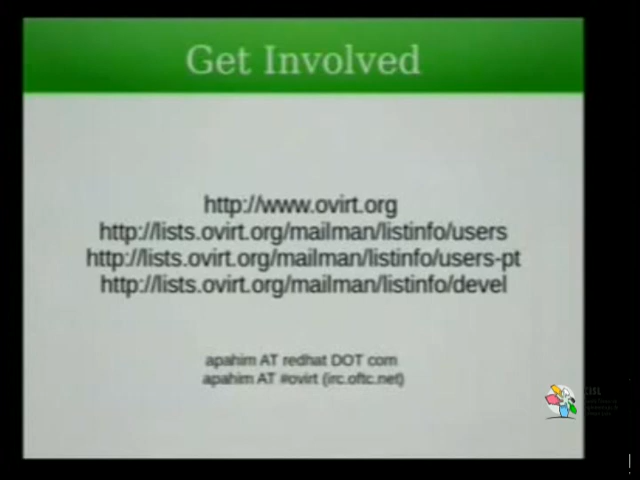 Get Involved
http://www.ovirt.org
http://lists.ovirt.org/mailman/listinfo/users
http://lists.ovirt.org/mailman/listinfo/users-pt
http://lists.ovirt.org/mailman/listinfo/devel
apahim AT redhat DOT com
apahim AT #ovirt (irc.oftc.net)